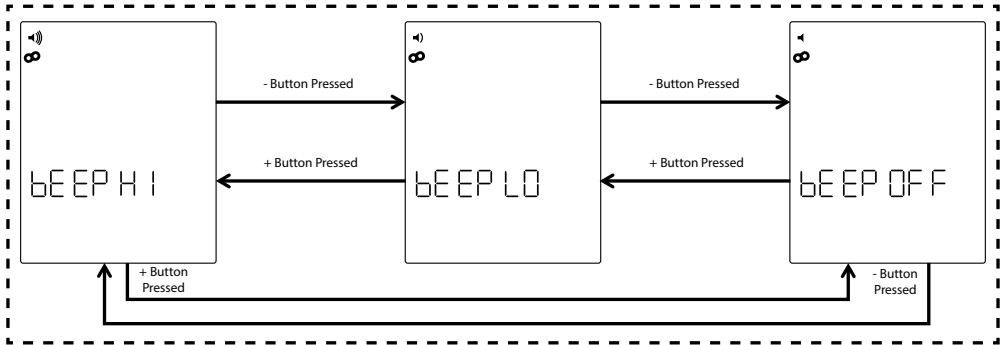 - Button Pressed
- Button Pressed
+ Button Pressed
+ Button Pressed
bEEP HI
bEEP LO
bEEP OFF
+ Button
Pressed
- Button
Pressed